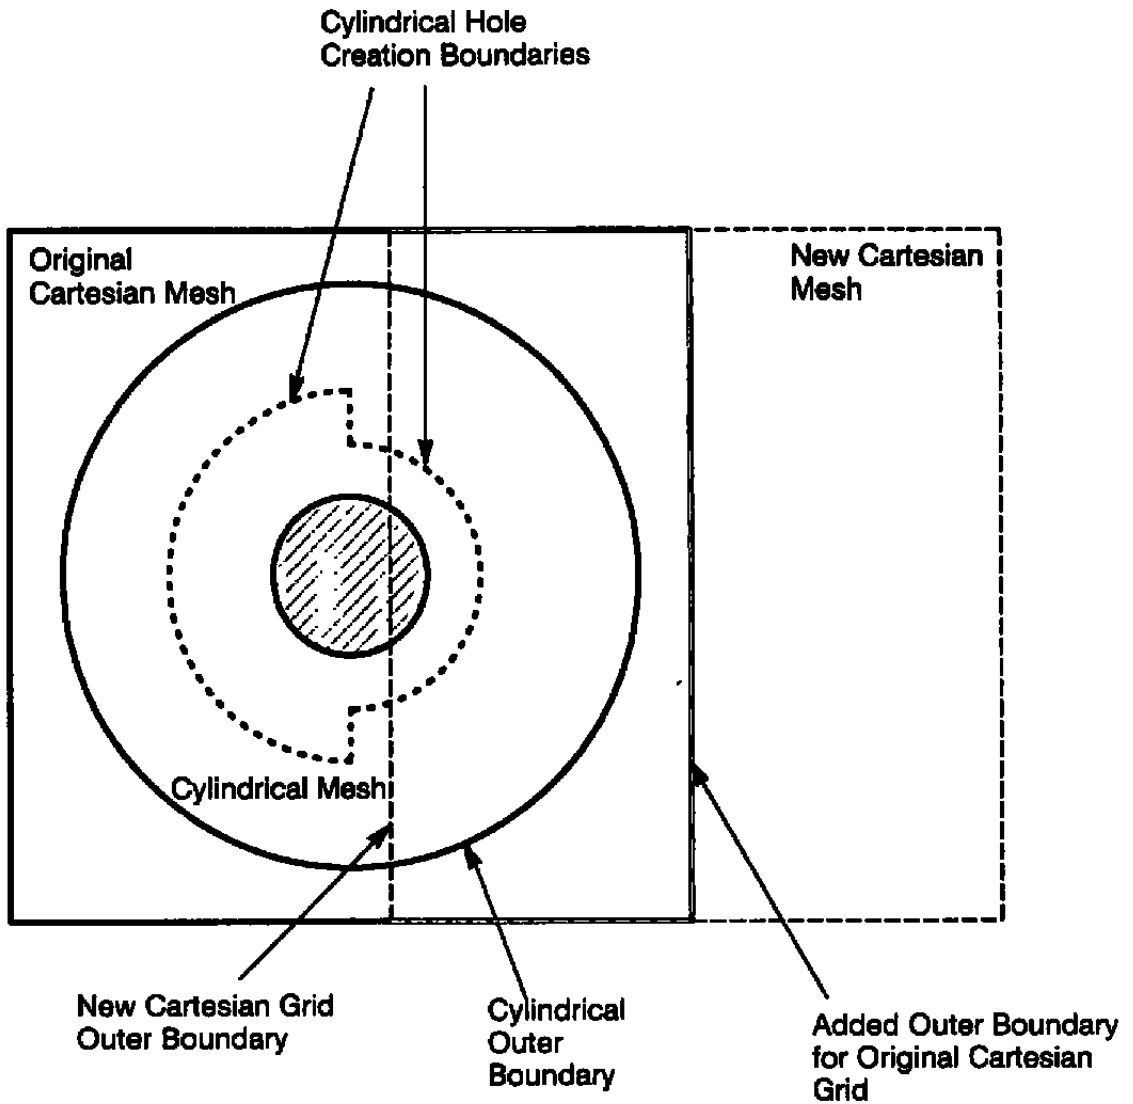 Cylindrical Hole
Creation Boundaries
Original
Cartesian Mesh
New Cartesian
Mesh
Cylindrical Mesh
New Cartesian Grid
Outer Boundary
Cylindrical
Outer
Boundary
Added Outer Boundary
for Original Cartesian
Grid